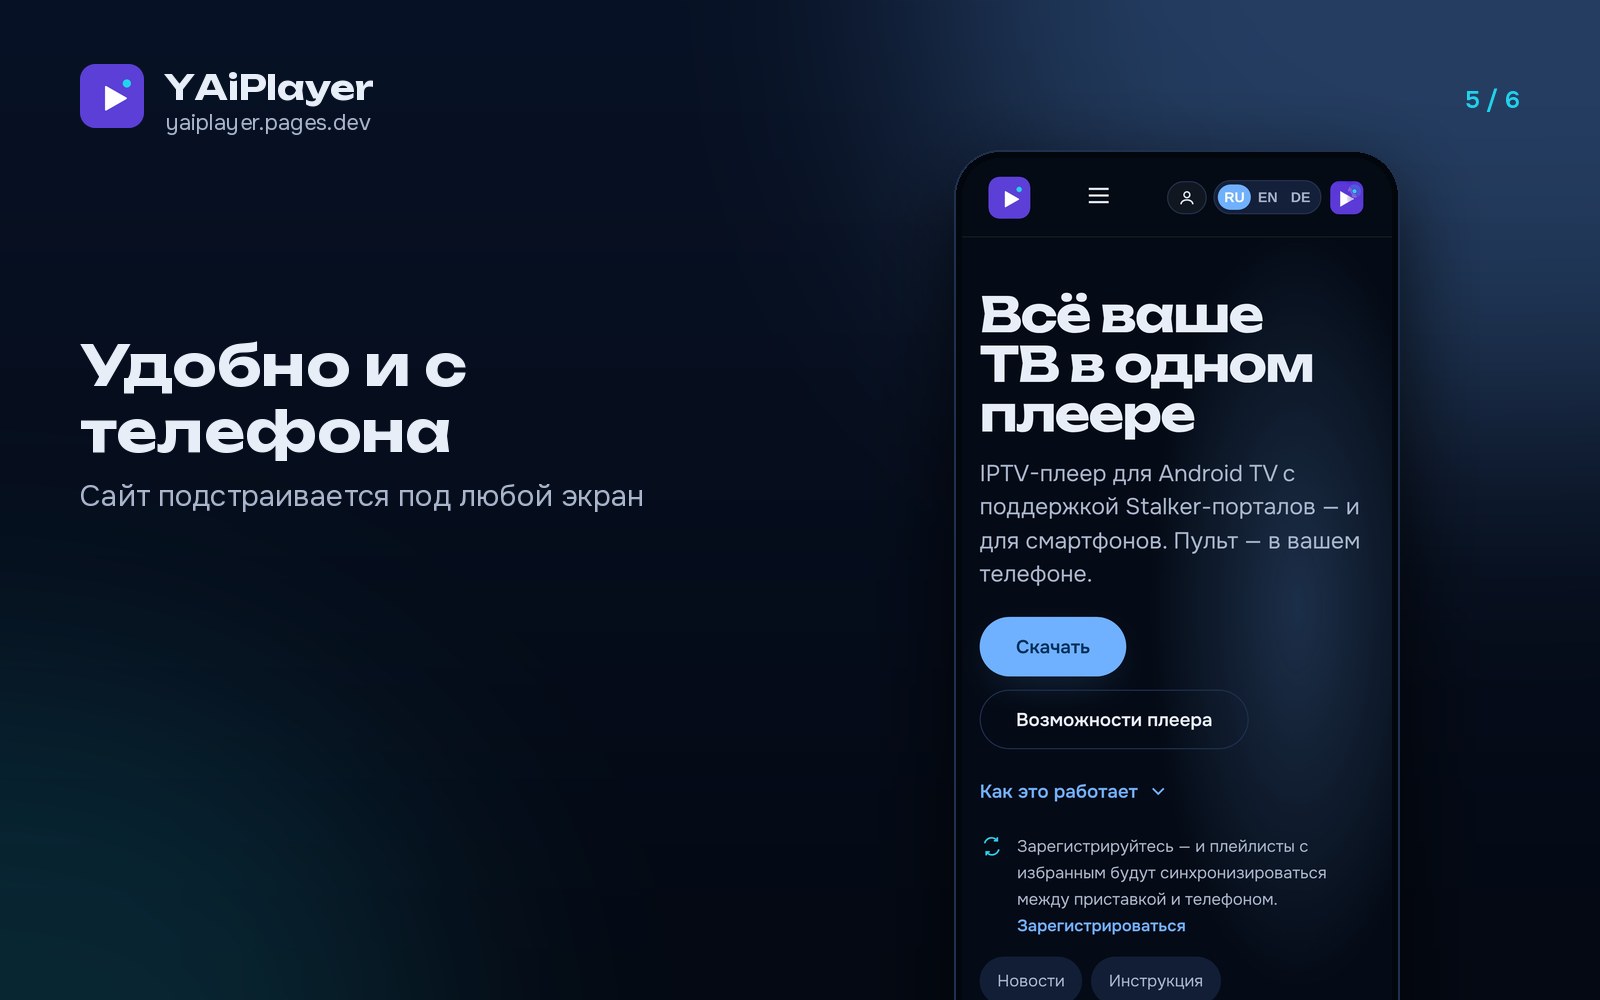 YAiPlayer
yaiplayer.pages.dev
5 / 6
Удобно и с
телефона
Сайт подстраивается под любой экран
RU EN DE
Всё ваше
ТВ в одном
плеере
IPTV-плеер для Android TV с
поддержкой Stalker-порталов — и
для смартфонов. Пульт — в вашем
телефоне.
Скачать
Возможности плеера
Как это работает
Зарегистрируйтесь — и плейлисты с
избранным будут синхронизироваться
между приставкой и телефоном.
Зарегистрироваться
Новости Инструкция